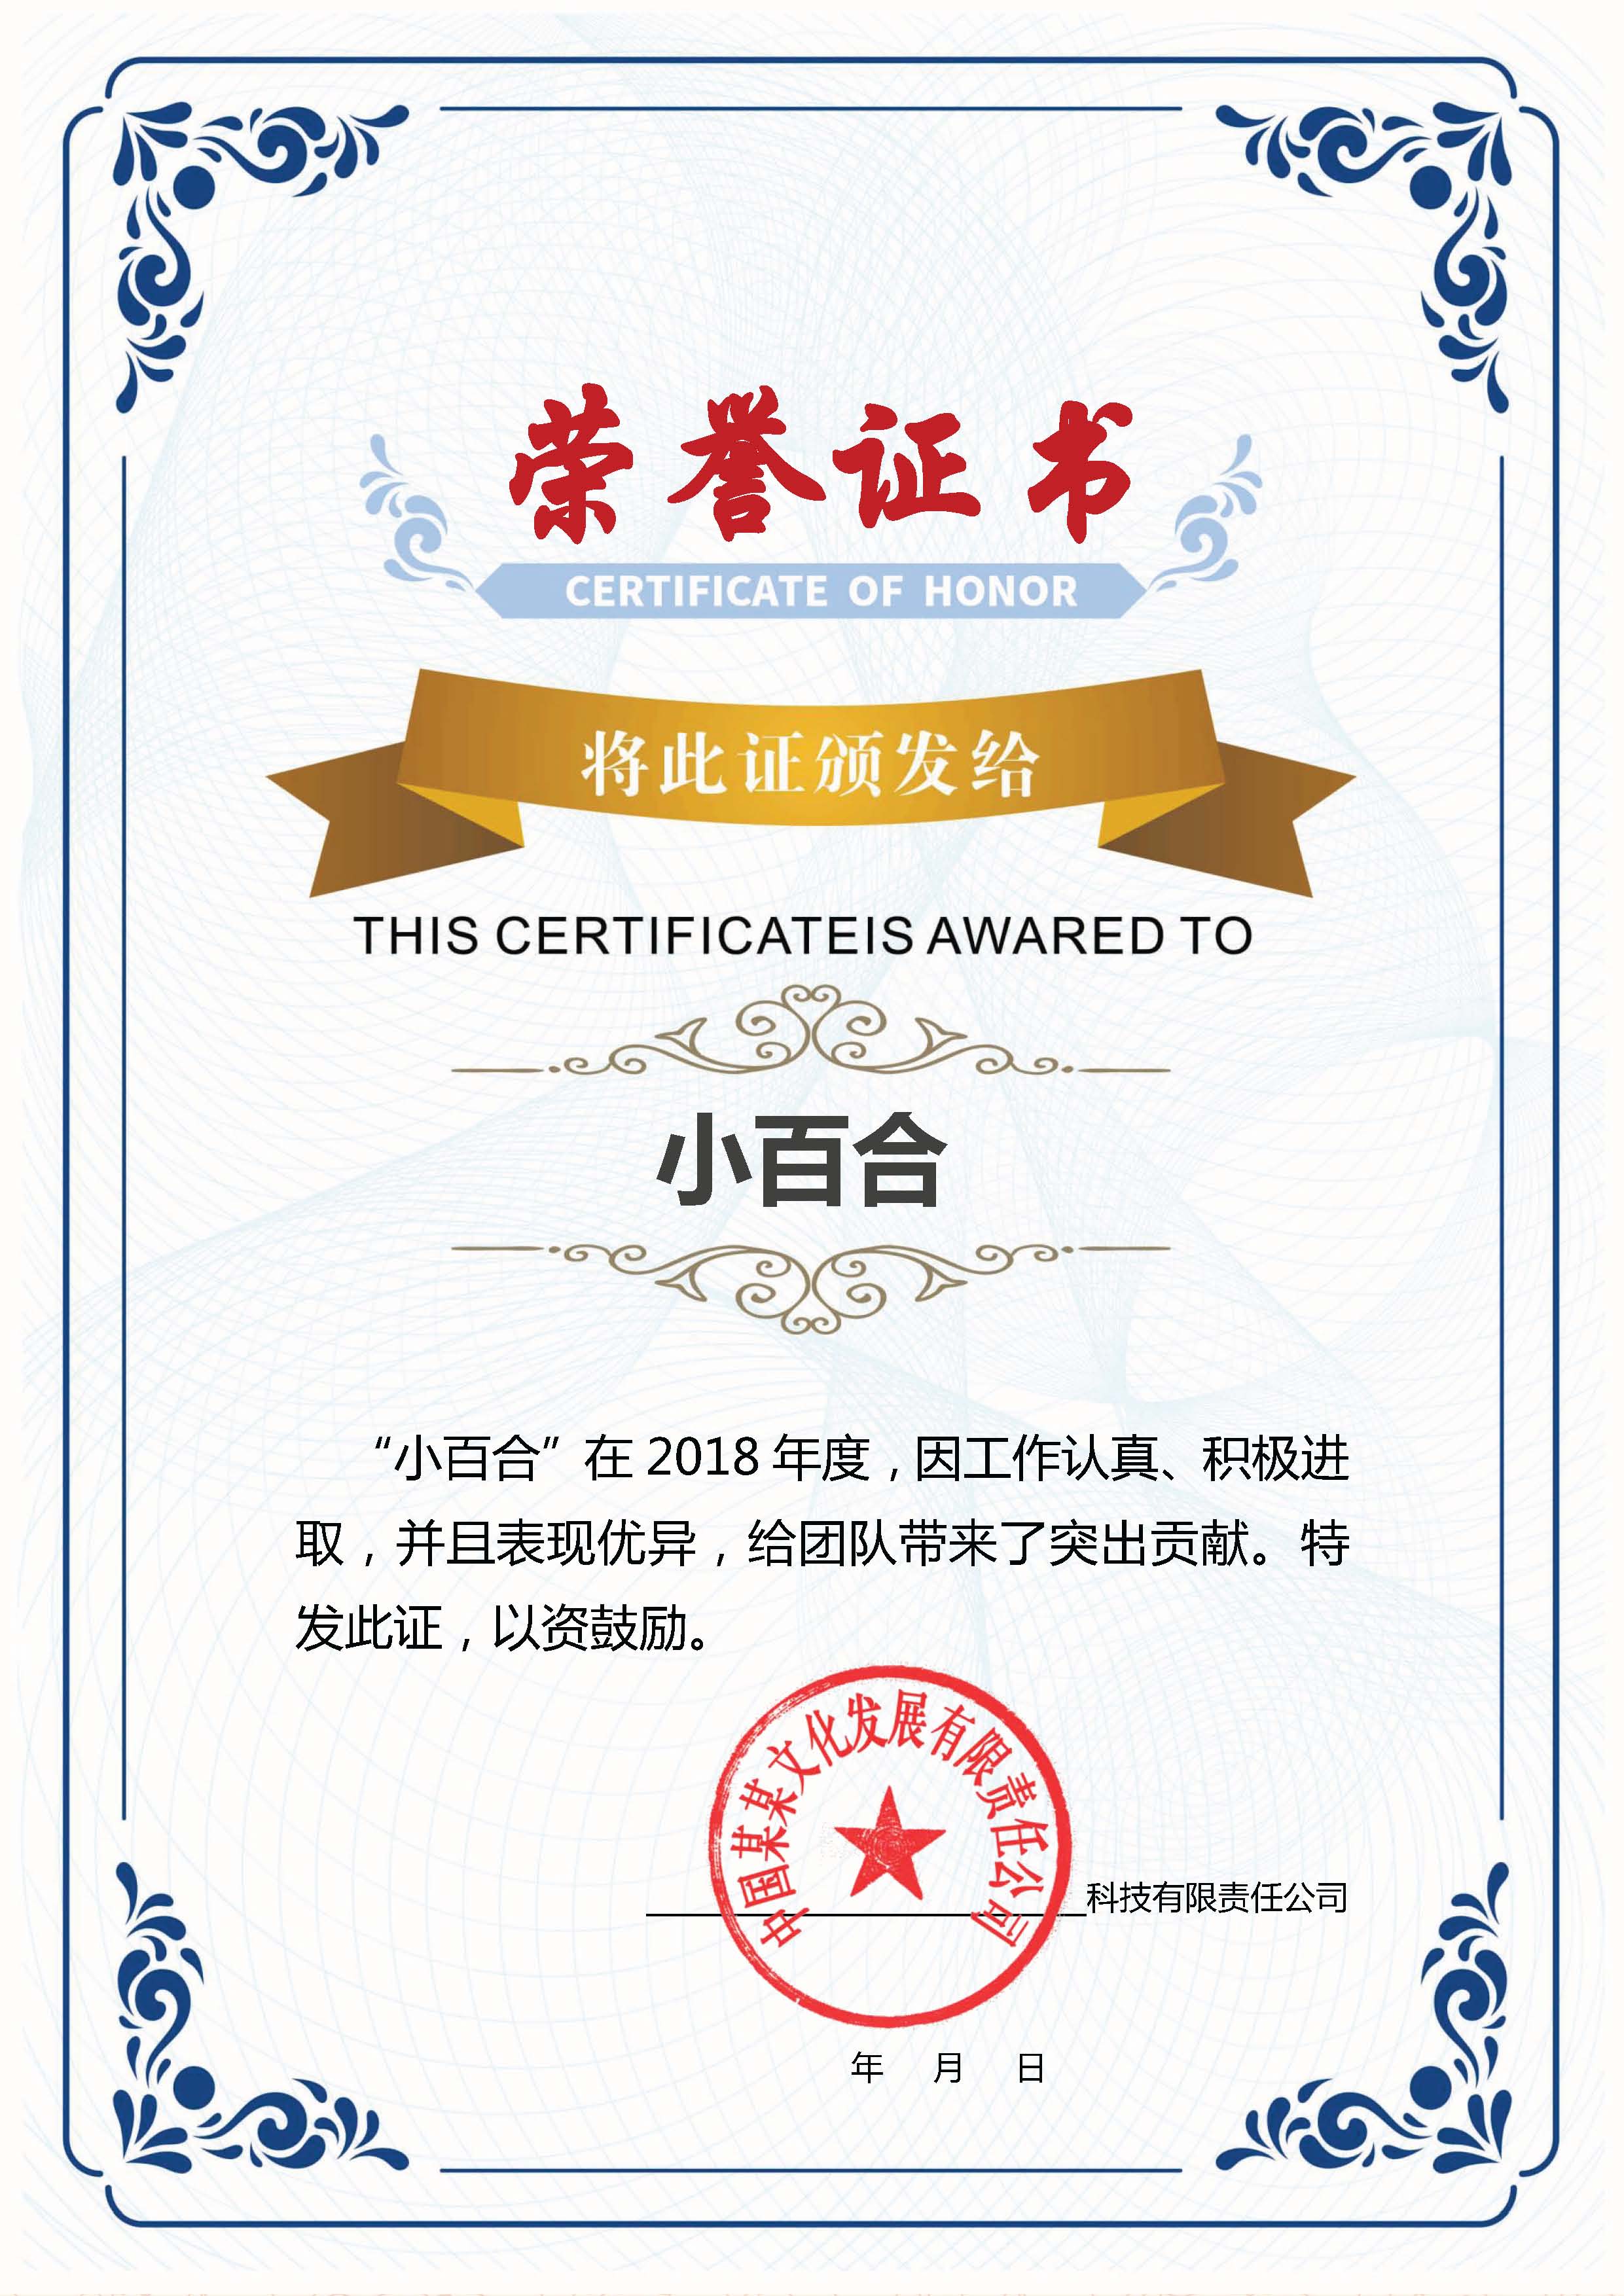 荣誉证书
CERTIFICATE OF HONOR
将此证颁发给
THIS CERTIFICATEIS AWARED TO
小百合
“小百合”在 2018 年度，因工作认真、积极进
取，并且表现优异，给团队带来了突出贡献。特
发此证，以资鼓励。
中国某某文化发展有限责任公司
科技有限责任公司
年 月 日